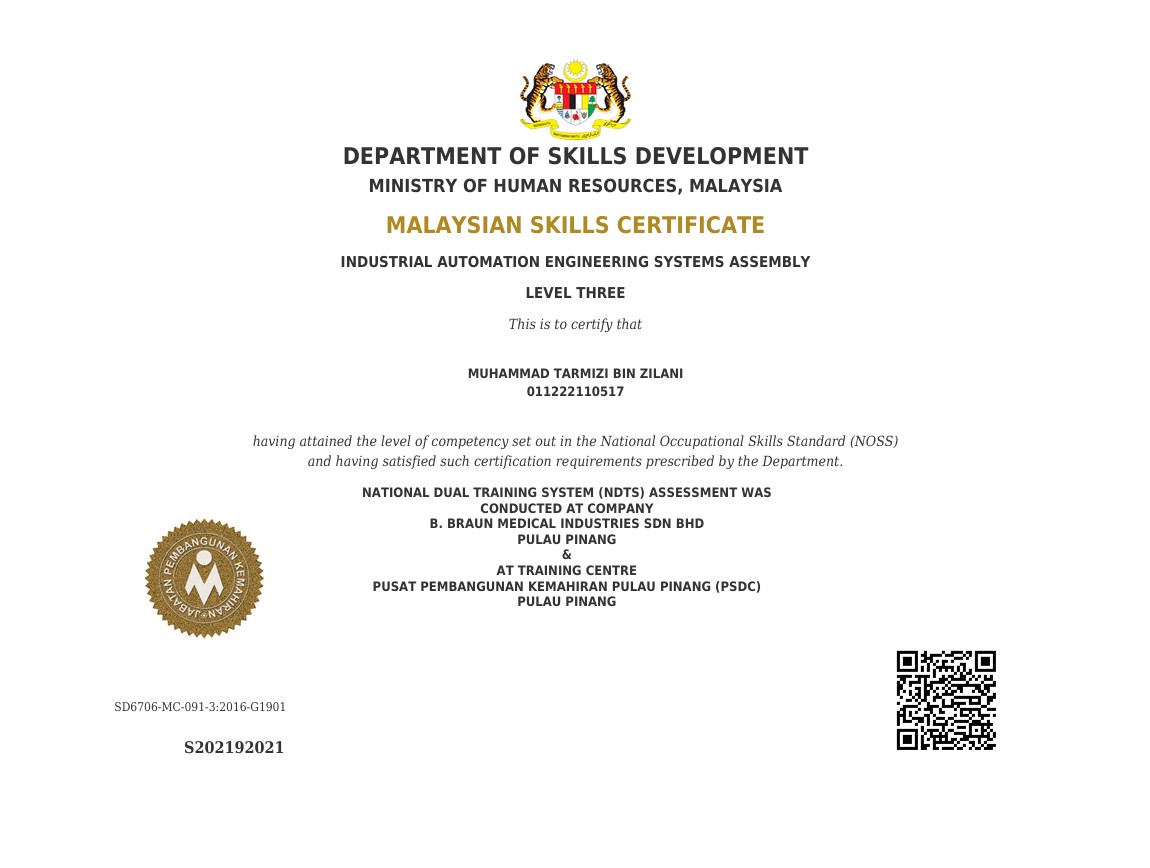 DEPARTMENT OF SKILLS DEVELOPMENT
MINISTRY OF HUMAN RESOURCES, MALAYSIA
MALAYSIAN SKILLS CERTIFICATE
INDUSTRIAL AUTOMATION ENGINEERING SYSTEMS ASSEMBLY
LEVEL THREE
This is to certify that
MUHAMMAD TARMIZI BIN ZILANI
011222110517
having attained the level of competency set out in the National Occupational Skills Standard (NOSS)
and having satisfied such certification requirements prescribed by the Department.
NATIONAL DUAL TRAINING SYSTEM (NDTS) ASSESSMENT WAS
CONDUCTED AT COMPANY
B. BRAUN MEDICAL INDUSTRIES SDN BHD
PULAU PINANG
&
AT TRAINING CENTRE
PUSAT PEMBANGUNAN KEMAHIRAN PULAU PINANG (PSDC)
PULAU PINANG
JABATAN PEMBANGUNAN KEMAHIRAN
SD6706-MC-091-3:2016-G1901
S202192021